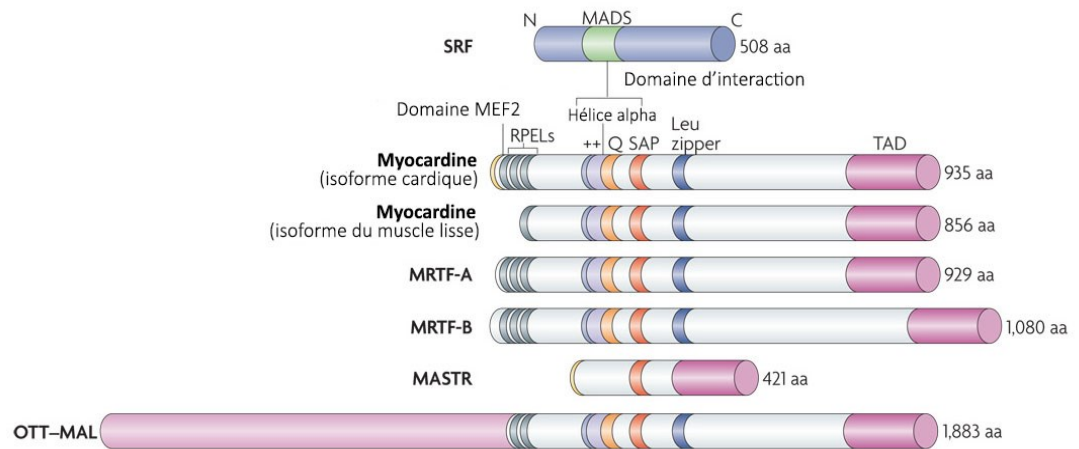 N MADS C
SRF
508 aa
Domaine d'interaction
Domaine MEF2
Hélice alpha
RPELs
++ Q SAP
Leu
zipper
TAD
Myocardine
(isoforme cardique)
935 aa
Myocardine
(isoforme du muscle lisse)
856 aa
MRTF-A
929 aa
MRTF-B
1,080 aa
MASTR
421 aa
OTT–MAL
1,883 aa